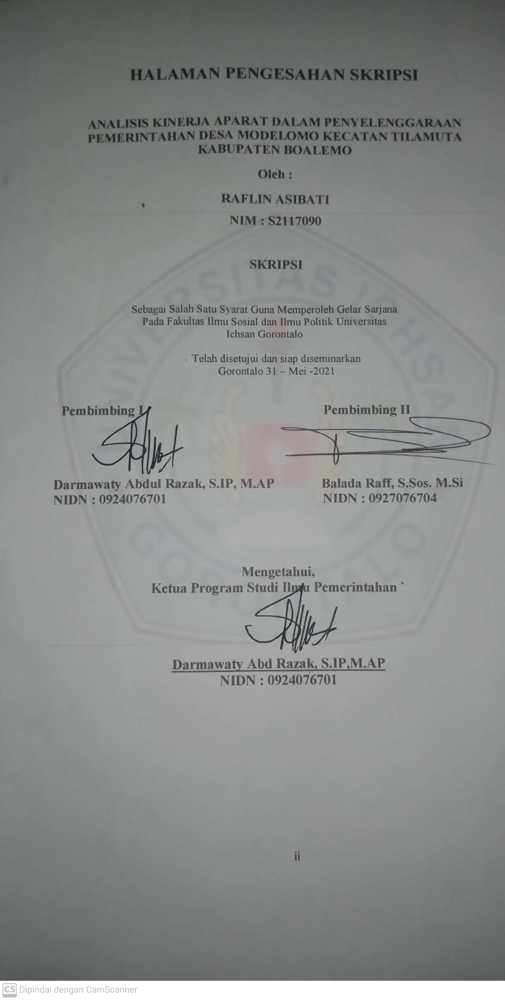 HALAMAN PENGESAHAN SKRIPSI
ANALISIS KINERJA APARAT DALAM PENYELENGGARAAN
PEMERINTAHAN DESA MODELOMO KECATAN TILAMUTA
KABUPATEN BOALEMO
Oleh :
RAFLIN ASIBATI
NIM : S2117090
SKRIPSI
Sebagai Salah Satu Syarat Guna Memperoleh Gelar Sarjana
Pada Fakultas Ilmu Sosial dan Ilmu Politik Universitas
Ichsan Gorontalo
Telah disetujui dan siap diseminarkan
Gorontalo 31 – Mei -2021
Pembimbing I
Pembimbing II
Darmawaty Abdul Razak, S.IP, M.AP
NIDN : 0924076701
Balada Raff, S.Sos. M.Si
NIDN : 0927076704
Mengetahui,
Ketua Program Studi Ilmu Pemerintahan `
Darmawaty Abd Razak, S.IP,M.AP
NIDN : 0924076701
UNIVERSITAS ICHSAN
GORONTALO
ii
CS Dipindai dengan CamScanner